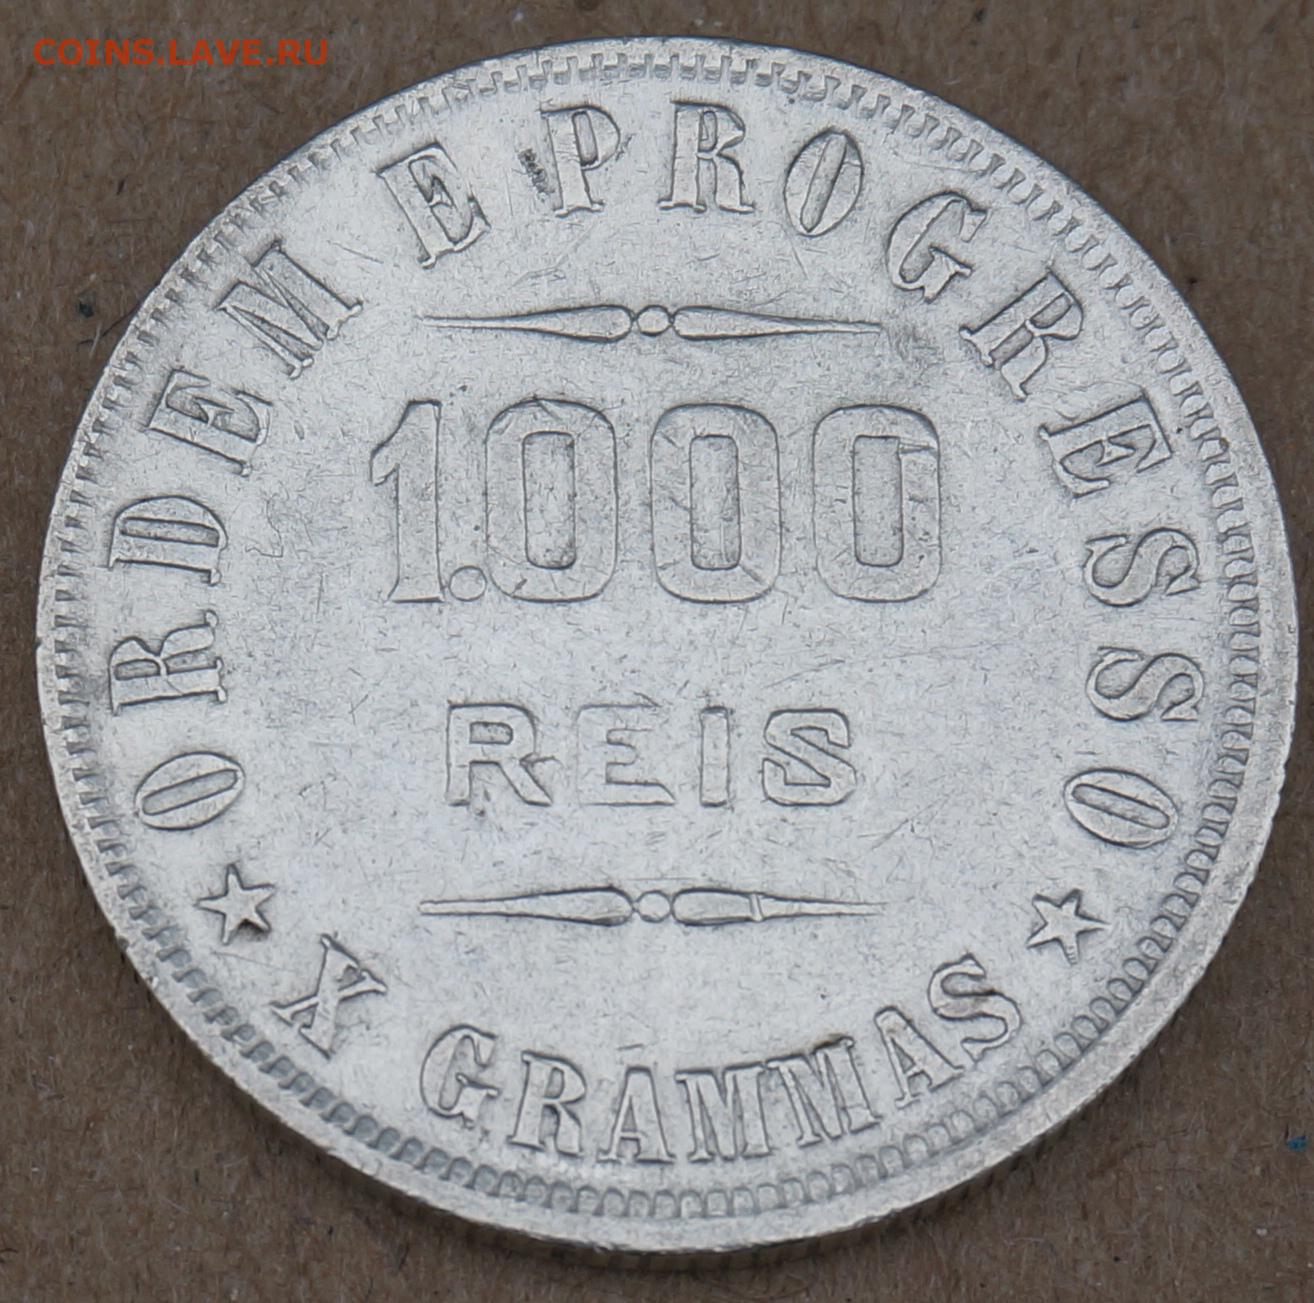 COINS.LAVE.RU
ORDEM E PROGRESSO
1.000
REIS
X GRAMMAS